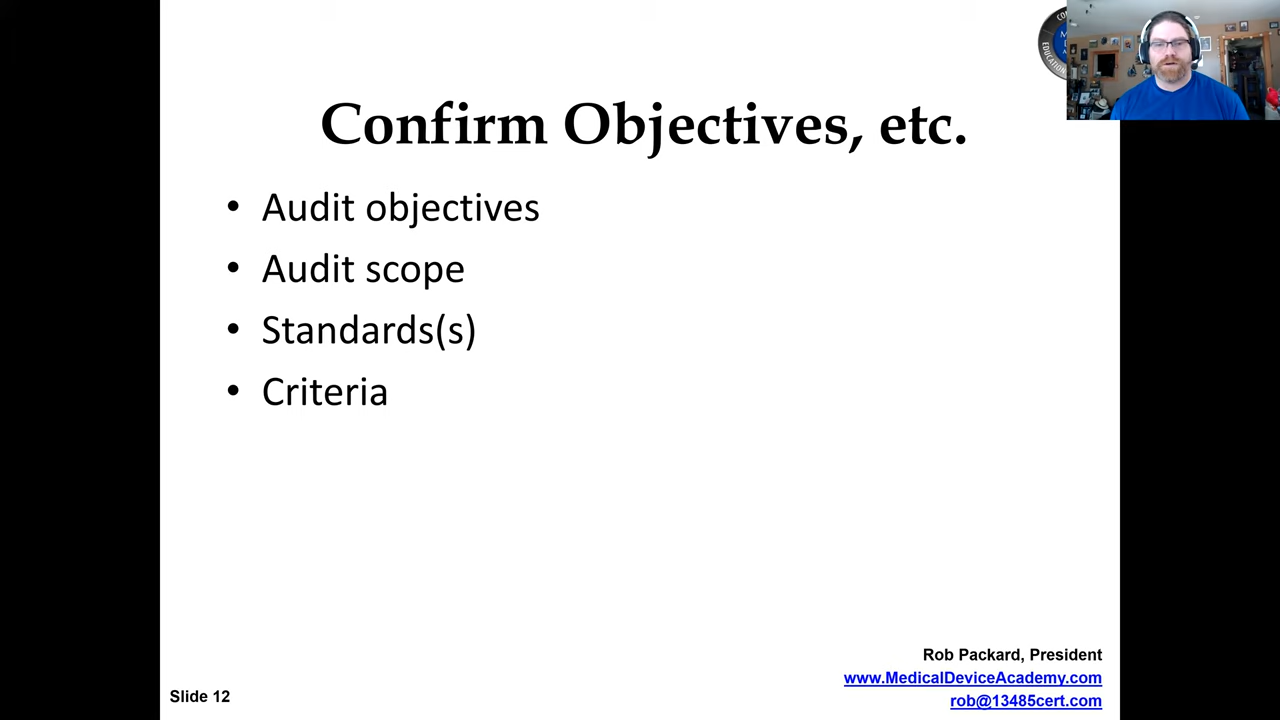 Confirm Objectives, etc.
• Audit objectives
• Audit scope
• Standards(s)
• Criteria
Rob Packard, President
www.MedicalDeviceAcademy.com
rob@13485cert.com
Slide 12